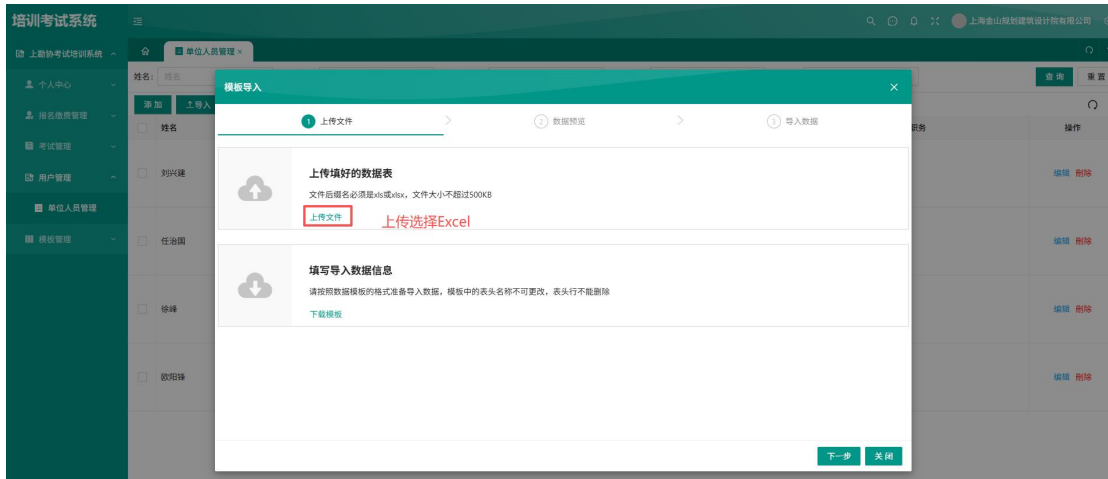 培训考试系统
上海金山规划建筑设计院有限公司
上勘协考试培训系统
单位人员管理 ×
个人中心
姓名: 姓名
查 询
重 置
模板导入
添 加
导入
报名缴费管理
1 上传文件
2 数据预览
3 导入数据
姓名
职务
操作
考试管理
上传填好的数据表
刘兴建
编辑 删除
用户管理
文件后缀名必须是xls或xlsx，文件大小不超过500KB
单位人员管理
上传文件
上传选择Excel
模板管理
任治国
编辑 删除
填写导入数据信息
请按照数据模板的格式准备导入数据，模板中的表头名称不可更改，表头行不能删除
徐峰
编辑 删除
下载模板
欧阳锋
编辑 删除
下一步
关 闭